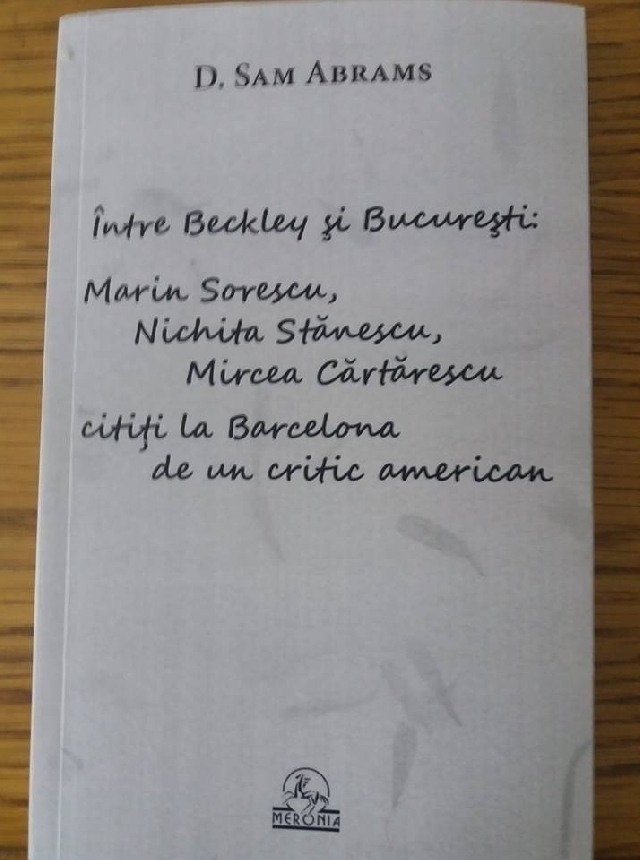 D. SAM ABRAMS
Între Beckley şi Bucureşti:
Marin Sorescu,
Nichita Stănescu,
Mircea Cărtărescu
citiţi la Barcelona
de un critic american
MERONIA